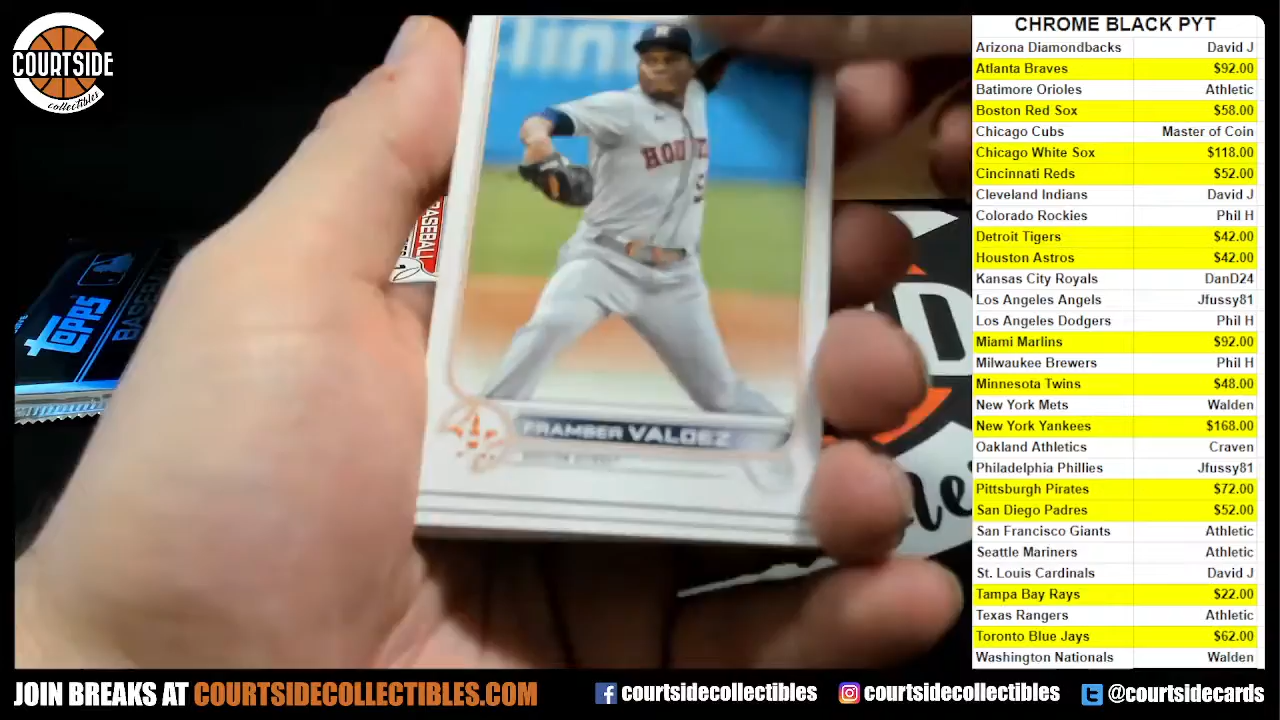 COURTSIDE
collectibles
HOU
FRAMBER VALDEZ
BASEBALL
topps
BASEBALL
CHROME BLACK PYT
Arizona Diamondbacks David J
Atlanta Braves $92.00
Batimore Orioles Athletic
Boston Red Sox $58.00
Chicago Cubs Master of Coin
Chicago White Sox $118.00
Cincinnati Reds $52.00
Cleveland Indians David J
Colorado Rockies Phil H
Detroit Tigers $42.00
Houston Astros $42.00
Kansas City Royals DanD24
Los Angeles Angels Jfussy81
Los Angeles Dodgers Phil H
Miami Marlins $92.00
Milwaukee Brewers Phil H
Minnesota Twins $48.00
New York Mets Walden
New York Yankees $168.00
Oakland Athletics Craven
Philadelphia Phillies Jfussy81
Pittsburgh Pirates $72.00
San Diego Padres $52.00
San Francisco Giants Athletic
Seattle Mariners Athletic
St. Louis Cardinals David J
Tampa Bay Rays $22.00
Texas Rangers Athletic
Toronto Blue Jays $62.00
Washington Nationals Walden
JOIN BREAKS AT COURTSIDECOLLECTIBLES.COM
courtsidecollectibles
courtsidecollectibles
@courtsidecards